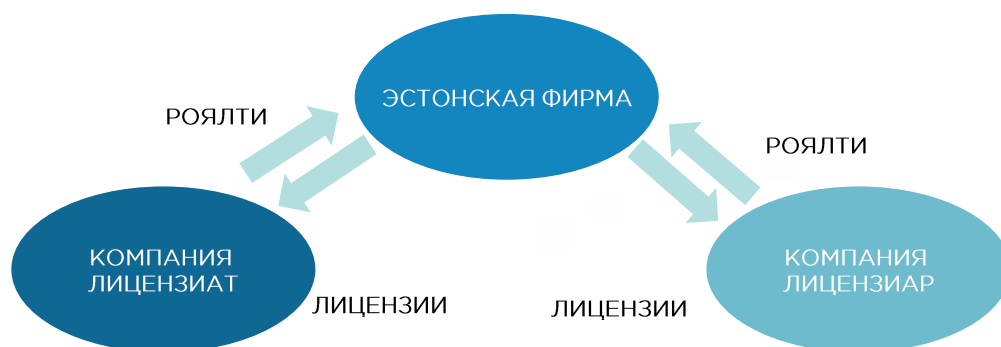 ЭСТОНСКАЯ ФИРМА
РОЯЛТИ
РОЯЛТИ
КОМПАНИЯ
ЛИЦЕНЗИАТ
КОМПАНИЯ
ЛИЦЕНЗИАР
ЛИЦЕНЗИИ
ЛИЦЕНЗИИ